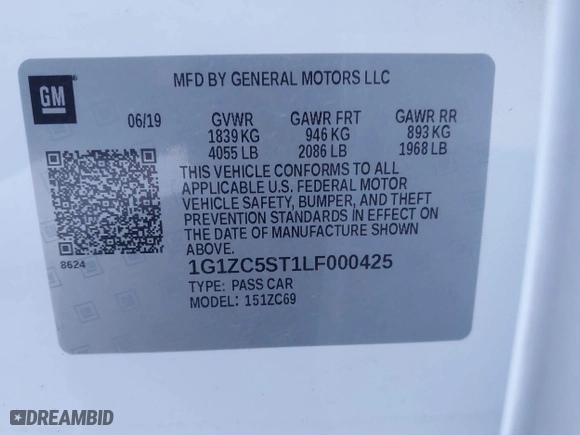 GM
MFD BY GENERAL MOTORS LLC
06/19 GVWR GAWR FRT GAWR RR
1839 KG 946 KG 893 KG
4055 LB 2086 LB 1968 LB
THIS VEHICLE CONFORMS TO ALL
APPLICABLE U.S. FEDERAL MOTOR
VEHICLE SAFETY, BUMPER, AND THEFT
PREVENTION STANDARDS IN EFFECT ON
THE DATE OF MANUFACTURE SHOWN
ABOVE.
8624
1G1ZC5ST1LF000425
TYPE: PASS CAR
MODEL: 151ZC69
DREAMBID